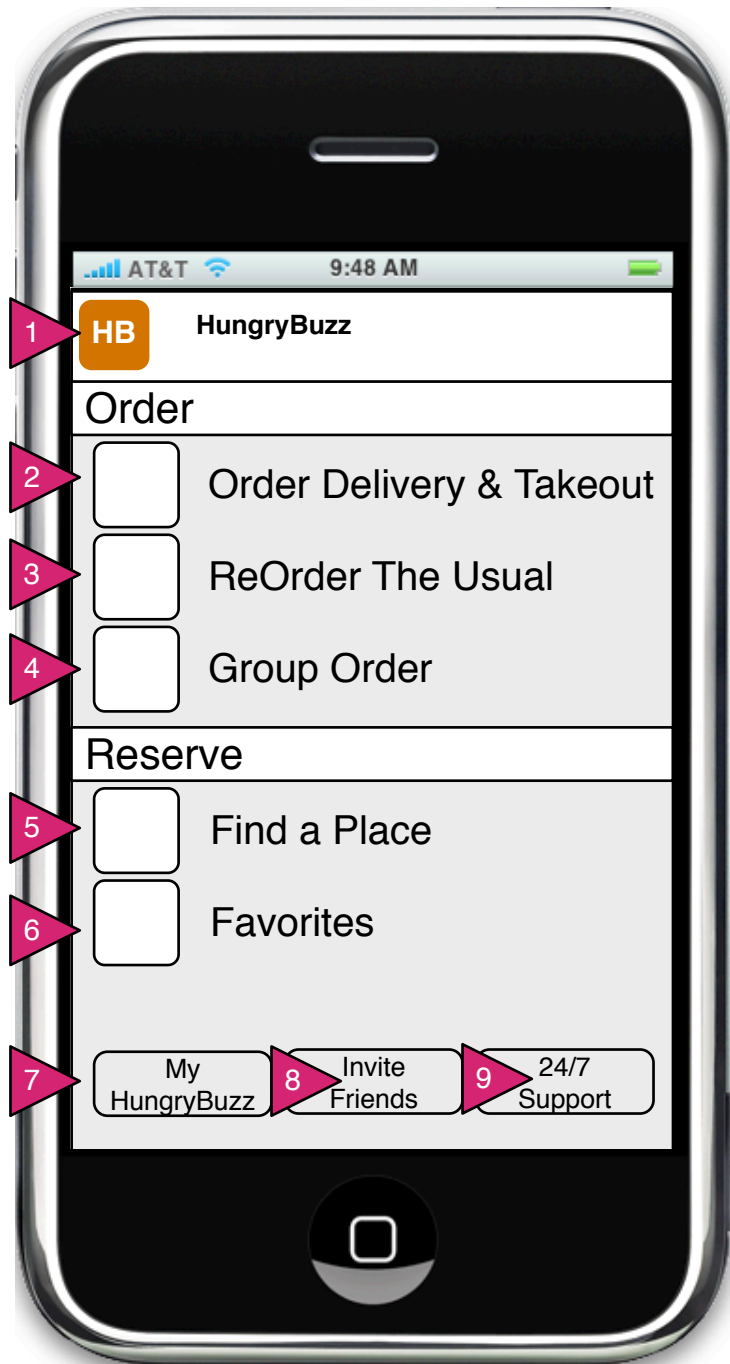 AT&T 9:48 AM
1 HB HungryBuzz
Order
2 Order Delivery & Takeout
3 ReOrder The Usual
4 Group Order
Reserve
5 Find a Place
6 Favorites
7 My
HungryBuzz
8 Invite
Friends
9 24/7
Support